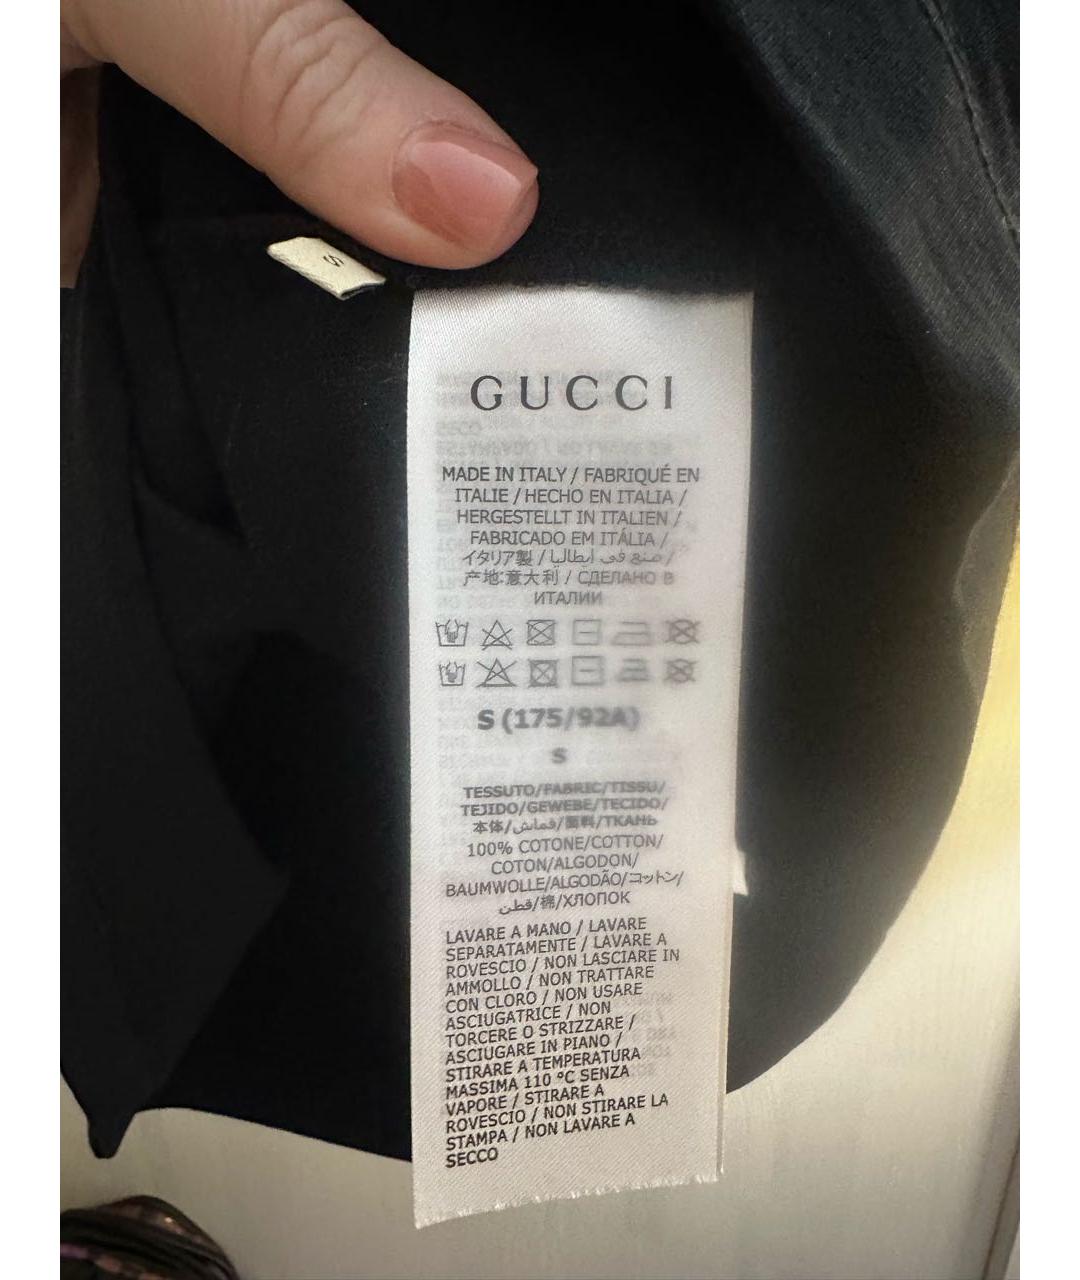 S
GUCCI
MADE IN ITALY / FABRIQUÉ EN
ITALIE / HECHO EN ITALIA /
HERGESTELLT IN ITALIEN /
FABRICADO EM ITÁLIA /
イタリア製 / صنع في إيطاليا /
产地:意大利 / СДЕЛАНО В
ИТАЛИИ
S (175/92A)
S
TESSUTO/FABRIC/TISSU/
TEJIDO/GEWEBE/TECIDO/
本体/قماش/面料/ТКАНЬ
100% COTONE/COTTON/
COTON/ALGODON/
BAUMWOLLE/ALGODÃO/コットン/
قطن/棉/ХЛОПОК
LAVARE A MANO / LAVARE
SEPARATAMENTE / LAVARE A
ROVESCIO / NON LASCIARE IN
AMMOLLO / NON TRATTARE
CON CLORO / NON USARE
ASCIUGATRICE / NON
TORCERE O STRIZZARE /
ASCIUGARE IN PIANO /
STIRARE A TEMPERATURA
MASSIMA 110 °C SENZA
VAPORE / STIRARE A
ROVESCIO / NON STIRARE LA
STAMPA / NON LAVARE A
SECCO